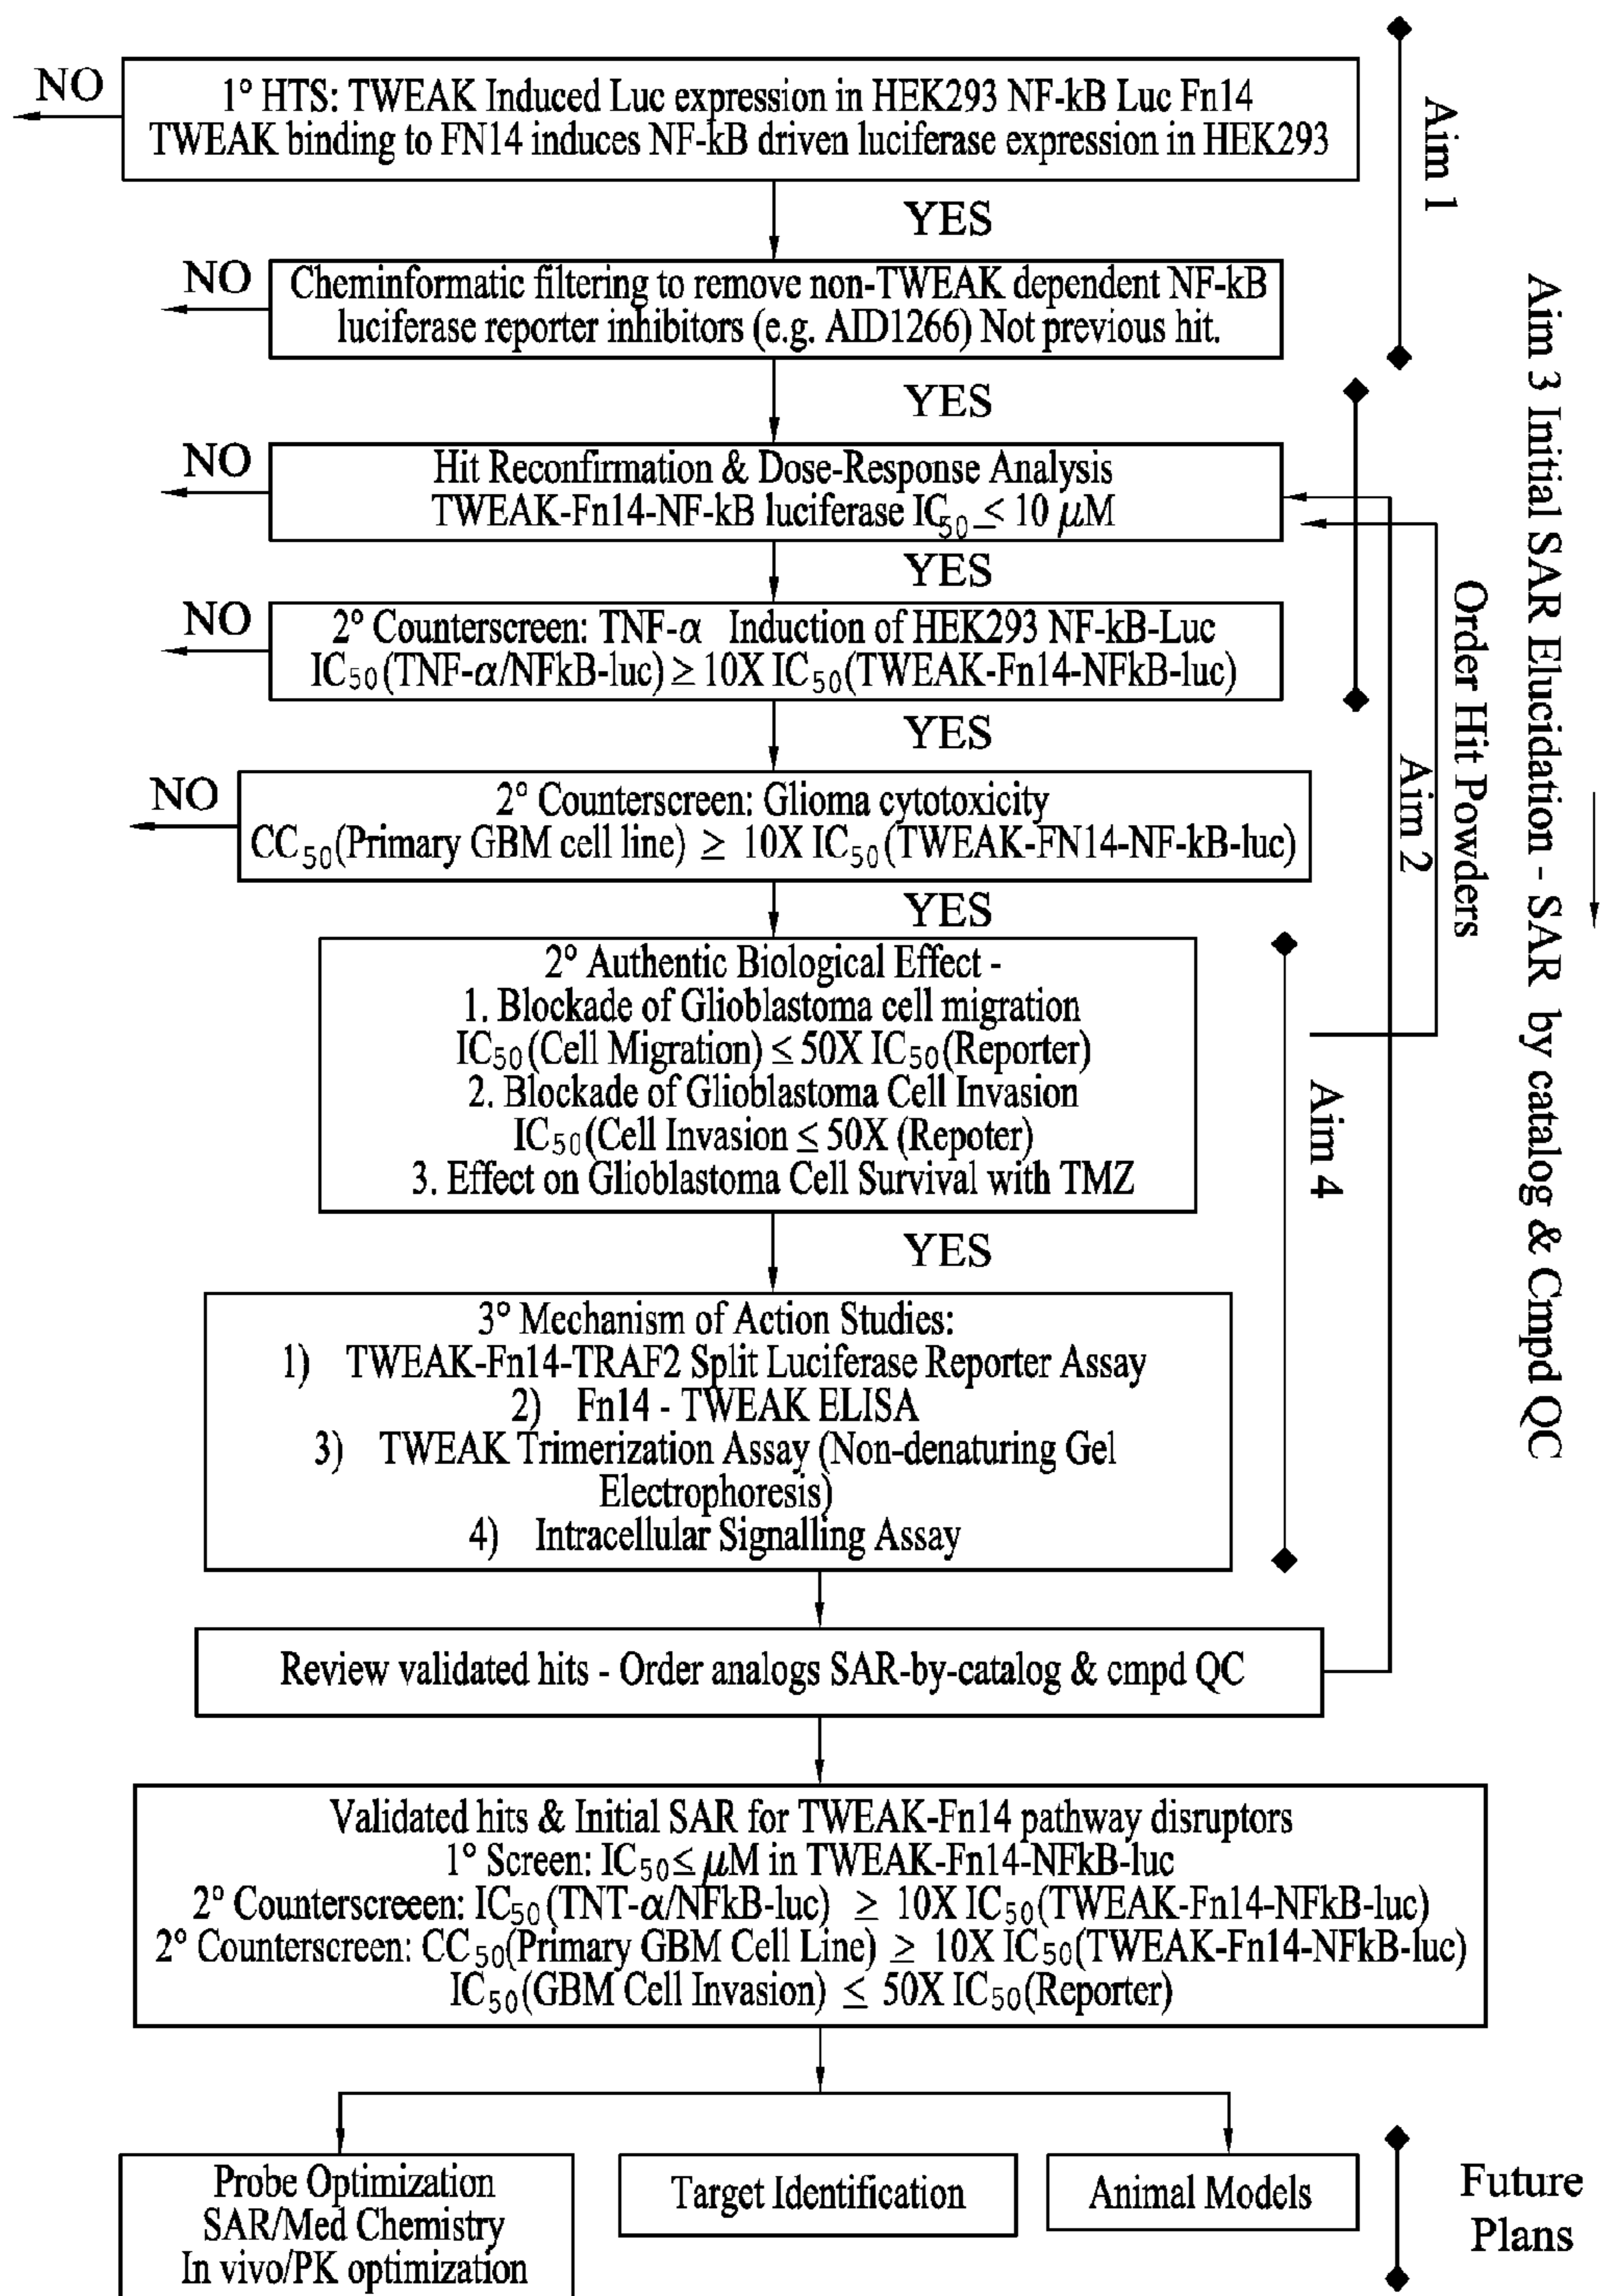 NO
1° HTS: TWEAK Induced Luc expression in HEK293 NF-kB Luc Fn14
TWEAK binding to FN14 induces NF-kB driven luciferase expression in HEK293
YES
NO
Cheminformatic filtering to remove non-TWEAK dependent NF-kB
luciferase reporter inhibitors (e.g. AID1266) Not previous hit.
Aim 1
YES
NO
Hit Reconfirmation & Dose-Response Analysis
TWEAK-Fn14-NF-kB luciferase IC50 ≤ 10 μM
YES
NO
2° Counterscreen: TNF-α Induction of HEK293 NF-kB-Luc
IC50(TNF-α/NFkB-luc) ≥ 10X IC50(TWEAK-Fn14-NFkB-luc)
YES
NO
2° Counterscreen: Glioma cytotoxicity
CC50(Primary GBM cell line) ≥ 10X IC50(TWEAK-FN14-NF-kB-luc)
Aim 2
Order Hit Powders
Aim 3 Initial SAR Elucidation - SAR by catalog & Cmpd QC
YES
2° Authentic Biological Effect -
1. Blockade of Glioblastoma cell migration
IC50(Cell Migration) ≤ 50X IC50(Reporter)
2. Blockade of Glioblastoma Cell Invasion
IC50(Cell Invasion ≤ 50X (Repoter)
3. Effect on Glioblastoma Cell Survival with TMZ
Aim 4
YES
3° Mechanism of Action Studies:
1) TWEAK-Fn14-TRAF2 Split Luciferase Reporter Assay
2) Fn14 - TWEAK ELISA
3) TWEAK Trimerization Assay (Non-denaturing Gel
Electrophoresis)
4) Intracellular Signalling Assay
Review validated hits - Order analogs SAR-by-catalog & cmpd QC
Validated hits & Initial SAR for TWEAK-Fn14 pathway disruptors
1° Screen: IC50≤ μM in TWEAK-Fn14-NFkB-luc
2° Counterscreeen: IC50(TNT-α/NFkB-luc) ≥ 10X IC50(TWEAK-Fn14-NFkB-luc)
2° Counterscreen: CC50(Primary GBM Cell Line) ≥ 10X IC50(TWEAK-Fn14-NFkB-luc)
IC50(GBM Cell Invasion) ≤ 50X IC50(Reporter)
Probe Optimization
SAR/Med Chemistry
In vivo/PK optimization
Target Identification
Animal Models
Future
Plans